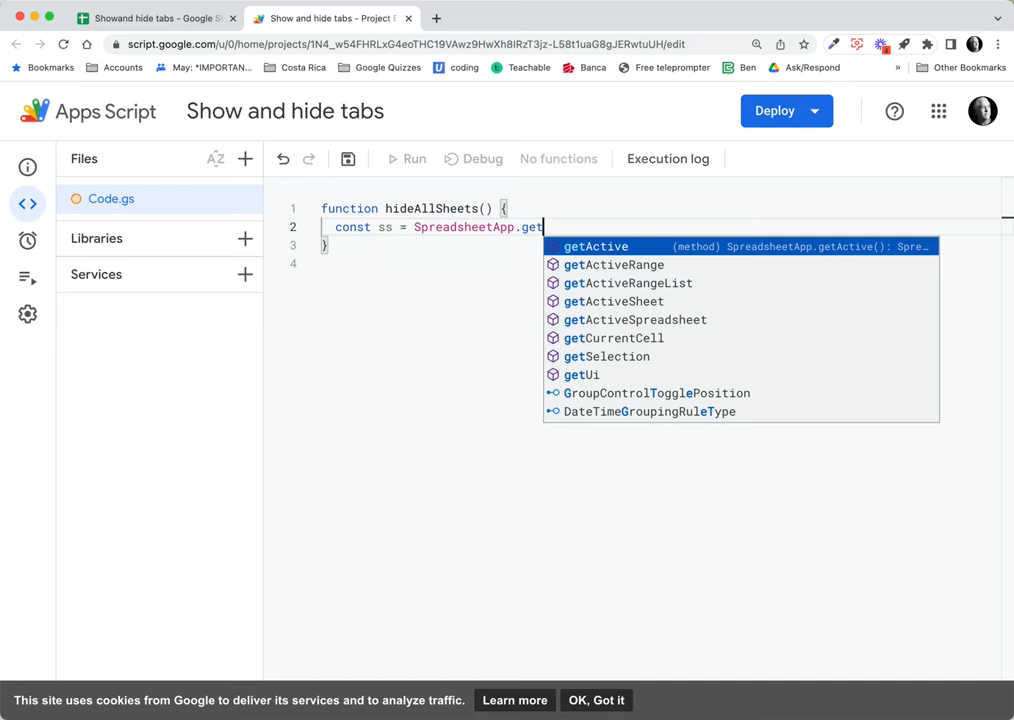 Showand hide tabs - Google S
Show and hide tabs - Project E
script.google.com/u/0/home/projects/1N4_w54FHRLxG4eoTHC19VAwz9HwXh8IRzT3jz-L58t1uaG8gJERwtuUH/edit
4
Bookmarks
Accounts
May: *IMPORTAN...
Costa Rica
Google Quizzes
coding
Teachable
Banca
Free teleprompter
Ben
Ask/Respond
»
Other Bookmarks
Apps Script
Show and hide tabs
Deploy
Files
AZ
Run
Debug
No functions
Execution log
Code.gs
Libraries
Services
1 function hideAllSheets() {
2 const ss = SpreadsheetApp.get
3 }
4
getActive (method) SpreadsheetApp.getActive(): Spre…
getActiveRange
getActiveRangeList
getActiveSheet
getActiveSpreadsheet
getCurrentCell
getSelection
getUi
GroupControlTogglePosition
DateTimeGroupingRuleType
This site uses cookies from Google to deliver its services and to analyze traffic.
Learn more
OK, Got it